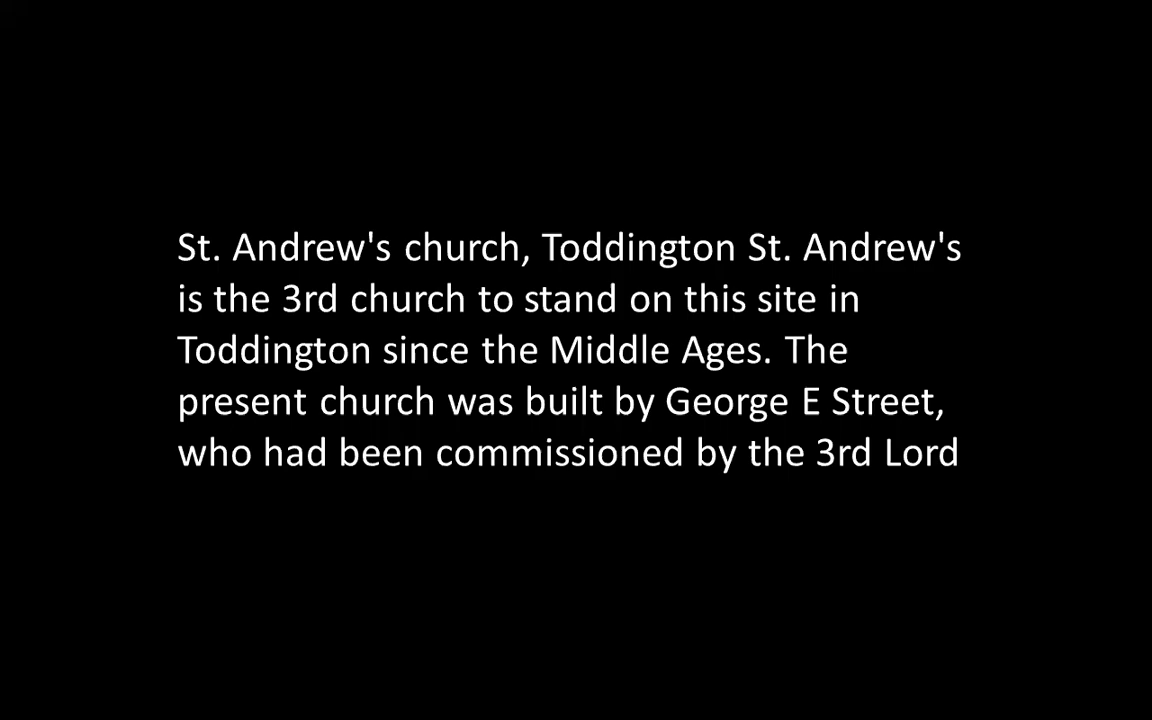 St. Andrew's church, Toddington St. Andrew's
is the 3rd church to stand on this site in
Toddington since the Middle Ages. The
present church was built by George E Street,
who had been commissioned by the 3rd Lord